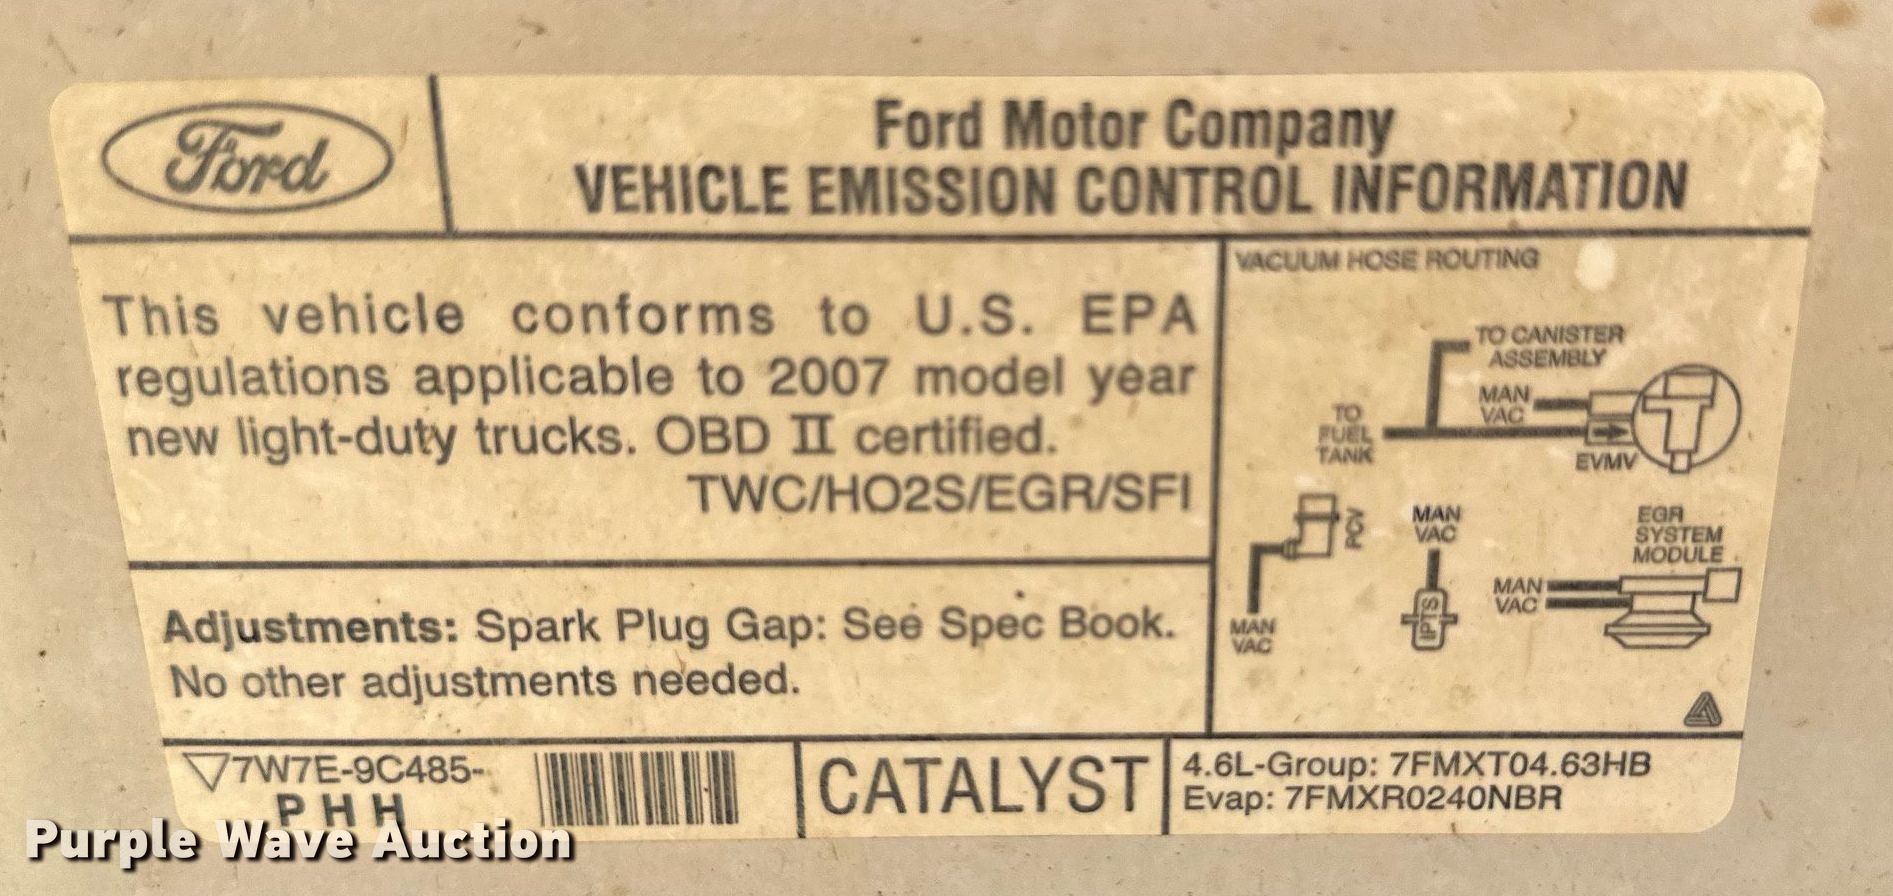 Ford
Ford Motor Company
VEHICLE EMISSION CONTROL INFORMATION
This vehicle conforms to U.S. EPA
regulations applicable to 2007 model year
new light-duty trucks. OBD II certified.
TWC/HO2S/EGR/SFI
Adjustments: Spark Plug Gap: See Spec Book.
No other adjustments needed.
VACUUM HOSE ROUTING
TO CANISTER
ASSEMBLY
MAN
VAC
TO
FUEL
TANK
EVMV
PCV
MAN
VAC
MAN
VAC
IPTS
EGR
SYSTEM
MODULE
MAN
VAC
7W7E-9C485-
PHH
CATALYST
4.6L-Group: 7FMXT04.63HB
Evap: 7FMXR0240NBR
Purple Wave Auction